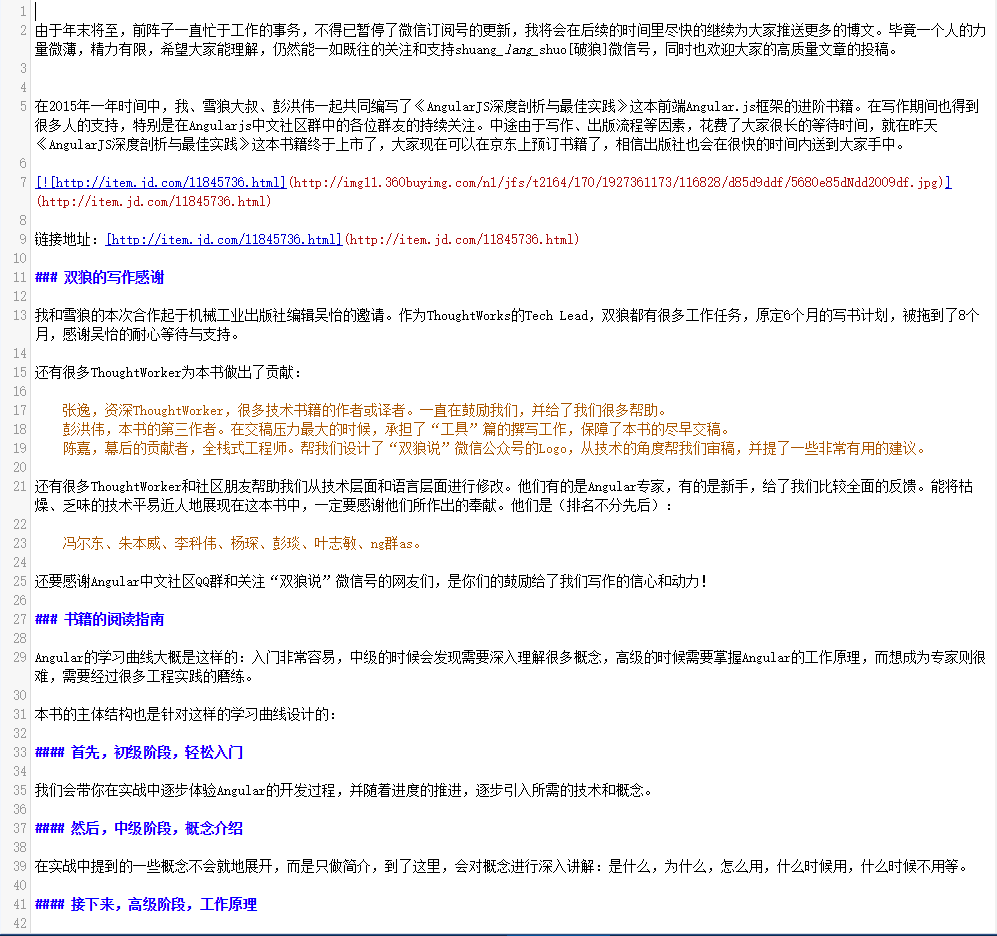 1
2 由于年末将至，前阵子一直忙于工作的事务，不得已暂停了微信订阅号的更新，我将会在后续的时间里尽快的继续为大家推送更多的博文。毕竟一个人的力
量微薄，精力有限，希望大家能理解，仍然能一如既往的关注和支持shuang_lang_shuo[破狼]微信号，同时也欢迎大家的高质量文章的投稿。
3
4
5 在2015年一年时间中，我、雪狼大叔、彭洪伟一起共同编写了《AngularJS深度剖析与最佳实践》这本前端Angular.js框架的进阶书籍。在写作期间也得到
很多人的支持，特别是在Angularjs中文社区群中的各位群友的持续关注。中途由于写作、出版流程等因素，花费了大家很长的等待时间，就在昨天
《AngularJS深度剖析与最佳实践》这本书籍终于上市了，大家现在可以在京东上预订书籍了，相信出版社也会在很快的时间内送到大家手中。
6
7 [![http://item.jd.com/11845736.html](http://img11.360buyimg.com/n1/jfs/t2164/170/1927361173/116828/d85d9ddf/5680e85dNdd2009df.jpg)]
(http://item.jd.com/11845736.html)
8
9 链接地址：[http://item.jd.com/11845736.html](http://item.jd.com/11845736.html)
10
11 ### 双狼的写作感谢
12
13 我和雪狼的本次合作起于机械工业出版社编辑吴怡的邀请。作为ThoughtWorks的Tech Lead，双狼都有很多工作任务，原定6个月的写书计划，被拖到了8个
月，感谢吴怡的耐心等待与支持。
14
15 还有很多ThoughtWorker为本书做出了贡献：
16
17 张逸，资深ThoughtWorker，很多技术书籍的作者或译者。一直在鼓励我们，并给了我们很多帮助。
18 彭洪伟，本书的第三作者。在交稿压力最大的时候，承担了“工具”篇的撰写工作，保障了本书的尽早交稿。
19 陈嘉，幕后的贡献者，全栈式工程师。帮我们设计了“双狼说”微信公众号的Logo，从技术的角度帮我们审稿，并提了一些非常有用的建议。
20
21 还有很多ThoughtWorker和社区朋友帮助我们从技术层面和语言层面进行修改。他们有的是Angular专家，有的是新手，给了我们比较全面的反馈。能将枯
燥、乏味的技术平易近人地展现在这本书中，一定要感谢他们所作出的奉献。他们是（排名不分先后）：
22
23 冯尔东、朱本威、李科伟、杨琛、彭琰、叶志敏、ng群as。
24
25 还要感谢Angular中文社区QQ群和关注“双狼说”微信号的网友们，是你们的鼓励给了我们写作的信心和动力！
26
27 ### 书籍的阅读指南
28
29 Angular的学习曲线大概是这样的：入门非常容易，中级的时候会发现需要深入理解很多概念，高级的时候需要掌握Angular的工作原理，而想成为专家则很
难，需要经过很多工程实践的磨练。
30
31 本书的主体结构也是针对这样的学习曲线设计的：
32
33 #### 首先，初级阶段，轻松入门
34
35 我们会带你在实战中逐步体验Angular的开发过程，并随着进度的推进，逐步引入所需的技术和概念。
36
37 #### 然后，中级阶段，概念介绍
38
39 在实战中提到的一些概念不会就地展开，而是只做简介，到了这里，会对概念进行深入讲解：是什么，为什么，怎么用，什么时候用，什么时候不用等。
40
41 #### 接下来，高级阶段，工作原理
42